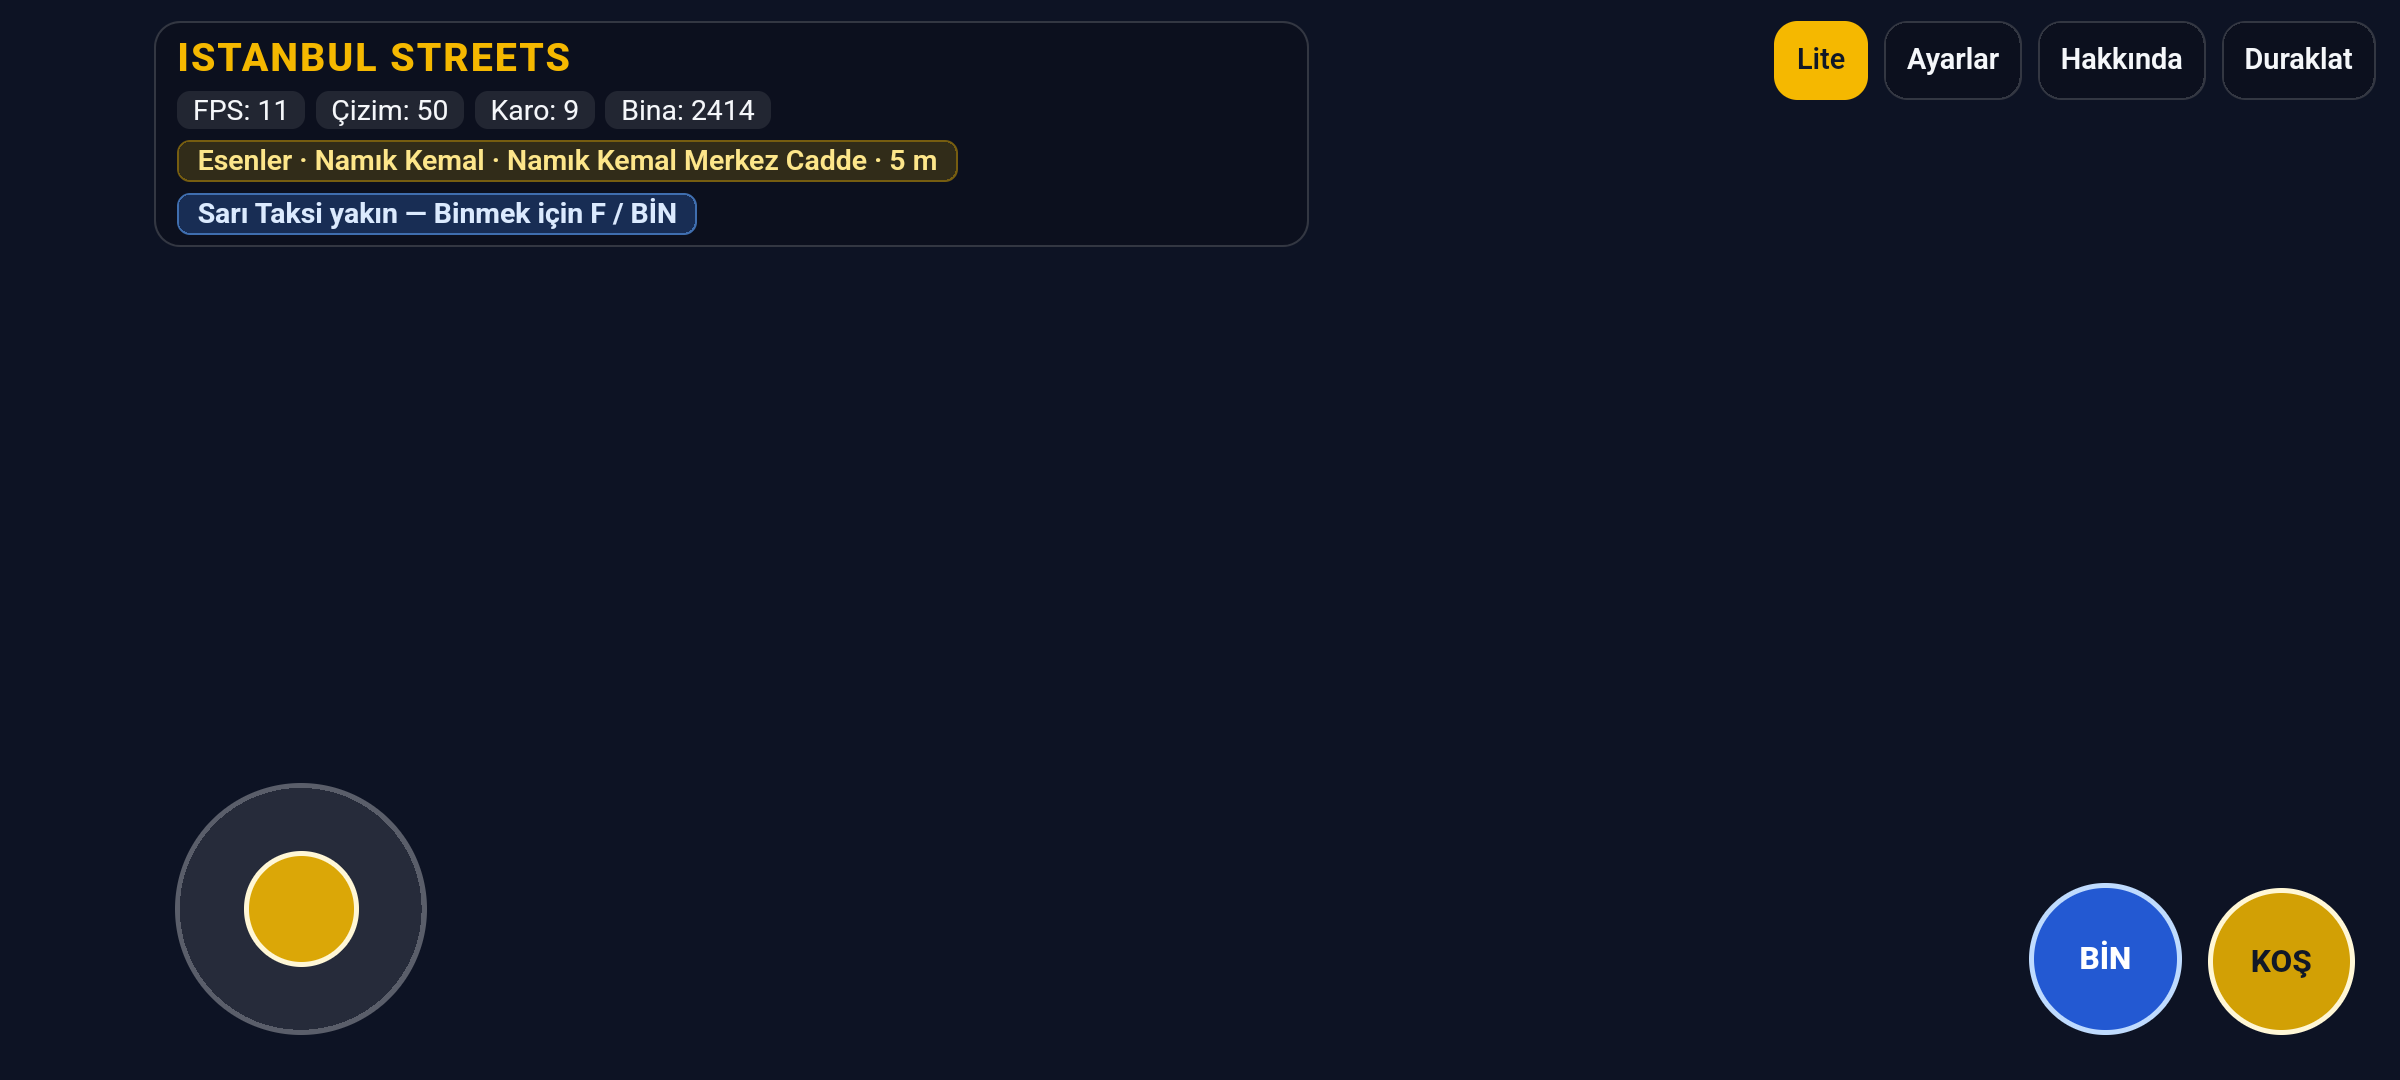 ISTANBUL STREETS
Lite Ayarlar Hakkında Duraklat
FPS: 11 Çizim: 50 Karo: 9 Bina: 2414
Esenler · Namık Kemal · Namık Kemal Merkez Cadde · 5 m
Sarı Taksi yakın — Binmek için F / BİN
BİN KOŞ